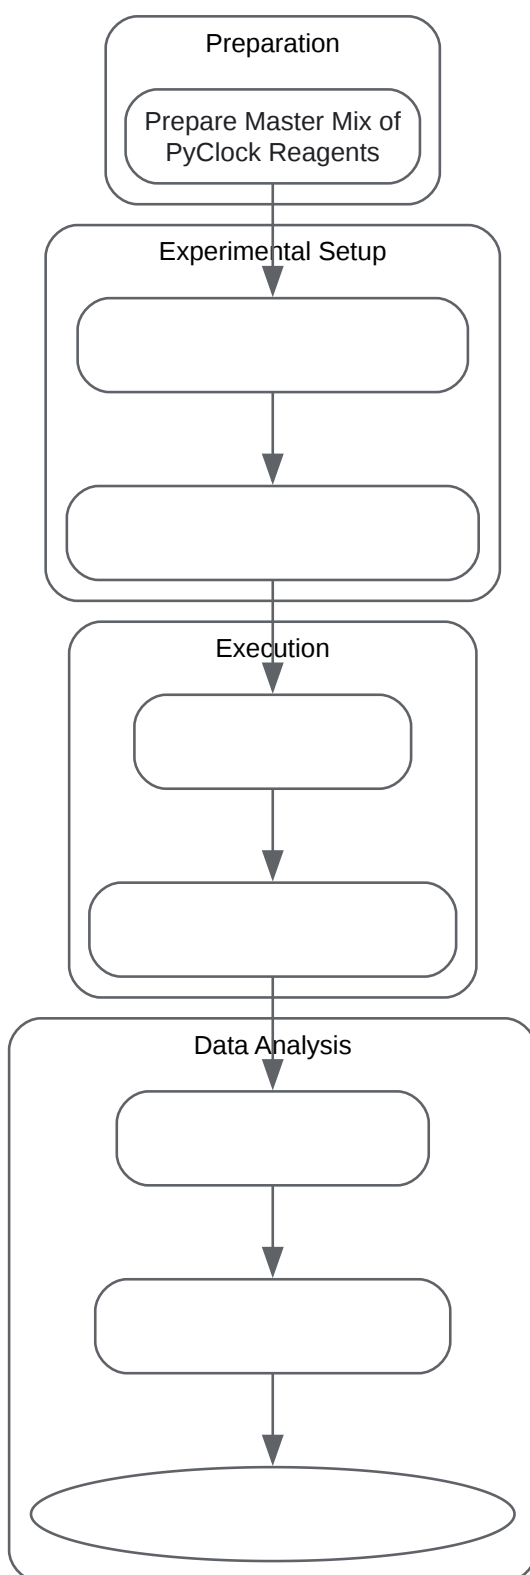 Preparation
Prepare Master Mix of
PyClock Reagents
Experimental Setup
Execution
Data Analysis